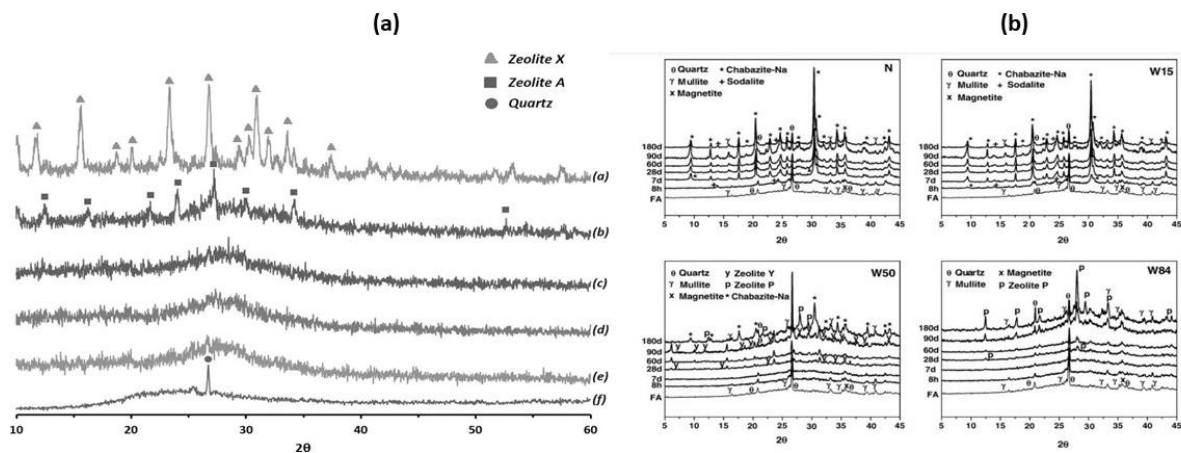 (a)
(b)
Zeolite X
Zeolite A
Quartz
(a)
(b)
(c)
(d)
(e)
(f)
10 20 30 40 50 60
2θ
N
θ Quartz * Chabazite-Na
γ Mullite + Sodalite
x Magnetite
180d
90d
60d
28d
7d
8h
FA
5 10 15 20 25 30 35 40 45
2θ
W15
θ Quartz * Chabazite-Na
γ Mullite + Sodalite
x Magnetite
180d
90d
60d
28d
7d
8h
FA
5 10 15 20 25 30 35 40 45
2θ
W50
θ Quartz y Zeolite Y
γ Mullite p Zeolite P
x Magnetite * Chabazite-Na
180d
90d
60d
28d
7d
8h
FA
5 10 15 20 25 30 35 40 45
2θ
W84
θ Quartz x Magnetite
γ Mullite p Zeolite P
180d
90d
60d
28d
7d
8h
FA
5 10 15 20 25 30 35 40 45
2θ